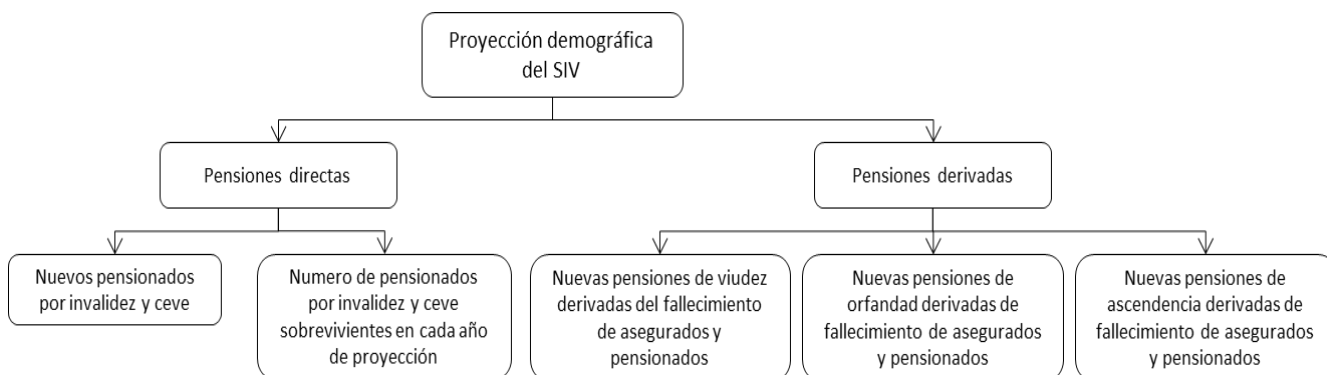 Proyección demográfica
del SIV
Pensiones directas
Pensiones derivadas
Nuevos pensionados
por invalidez y ceve
Numero de pensionados
por invalidez y ceve
sobrevivientes en cada año
de proyección
Nuevas pensiones de viudez
derivadas del fallecimiento
de asegurados y
pensionados
Nuevas pensiones de
orfandad derivadas de
fallecimiento de asegurados
y pensionados
Nuevas pensiones de
ascendencia derivadas de
fallecimiento de asegurados
y pensionados